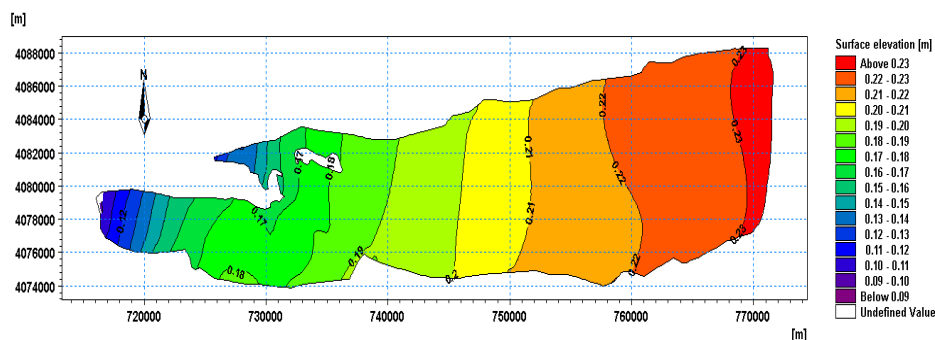 [m]
Surface elevation [m]
4088000
4086000
4084000
4082000
4080000
4078000
4076000
4074000
N
0.23
0.22
0.23
0.21
0.17
0.18
0.22
0.12
0.17
0.21
0.23
0.19
0.22
0.18
0.2
720000
730000
740000
750000
760000
770000
[m]
Above 0.23
0.22 - 0.23
0.21 - 0.22
0.20 - 0.21
0.19 - 0.20
0.18 - 0.19
0.17 - 0.18
0.16 - 0.17
0.15 - 0.16
0.14 - 0.15
0.13 - 0.14
0.12 - 0.13
0.11 - 0.12
0.10 - 0.11
0.09 - 0.10
Below 0.09
Undefined Value